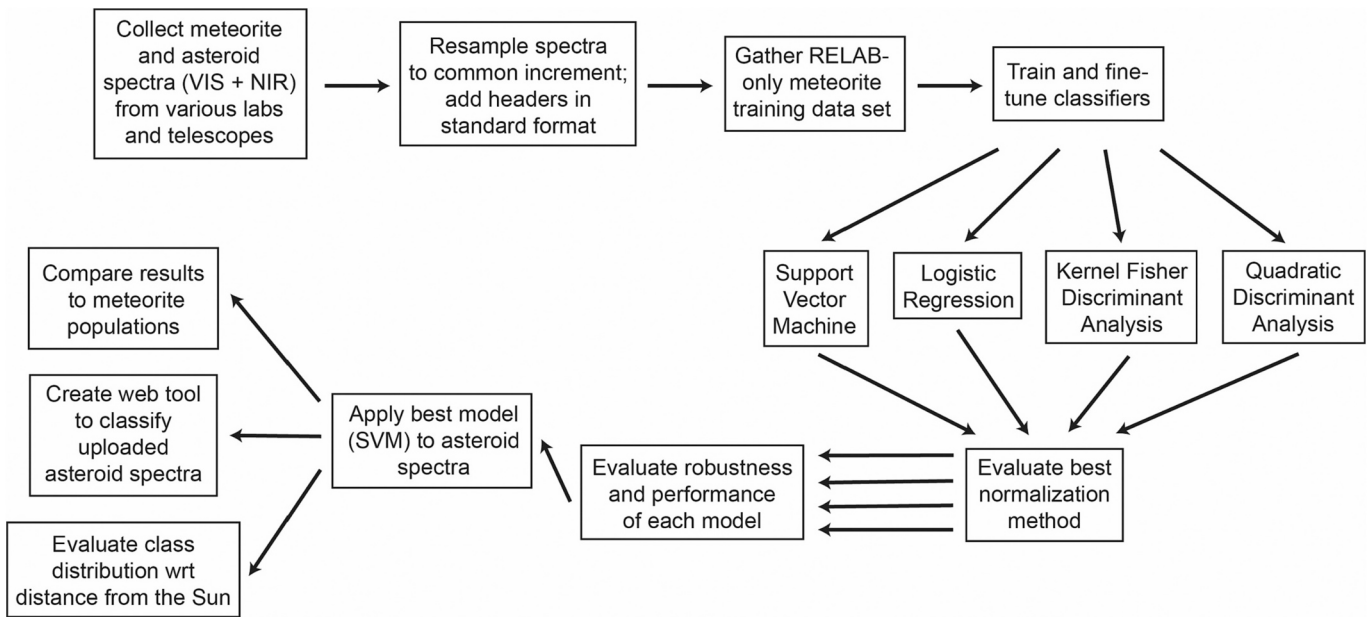 Collect meteorite
and asteroid
spectra (VIS + NIR)
from various labs
and telescopes
Resample spectra
to common increment;
add headers in
standard format
Gather RELAB-
only meteorite
training data set
Train and fine-
tune classifiers
Support
Vector
Machine
Logistic
Regression
Kernel Fisher
Discriminant
Analysis
Quadratic
Discriminant
Analysis
Evaluate best
normalization
method
Evaluate robustness
and performance
of each model
Apply best model
(SVM) to asteroid
spectra
Compare results
to meteorite
populations
Create web tool
to classify
uploaded
asteroid spectra
Evaluate class
distribution wrt
distance from the Sun